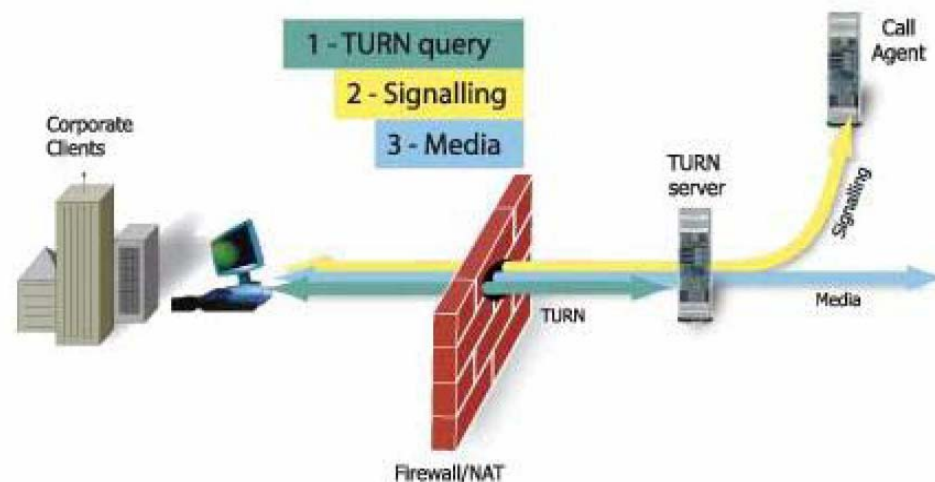 1 - TURN query
2 - Signalling
3 - Media
Call
Agent
Corporate
Clients
TURN
server
Signalling
Media
TURN
Firewall/NAT